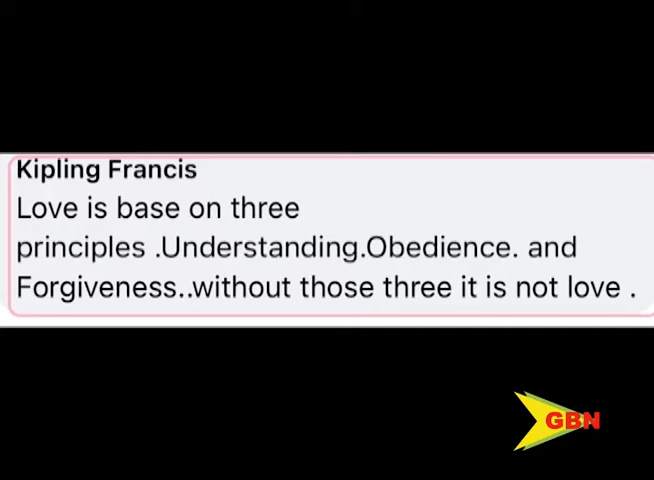 Kipling Francis
Love is base on three
principles .Understanding.Obedience. and
Forgiveness..without those three it is not love .
GBN